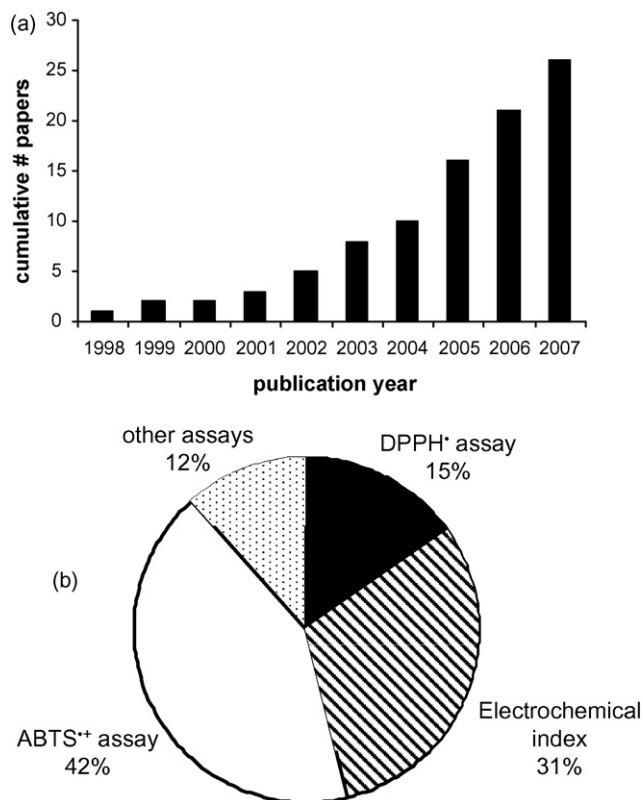 (a)
cumulative # papers
30
25
20
15
10
5
0
1998 1999 2000 2001 2002 2003 2004 2005 2006 2007
publication year
(b)
other assays
12%
DPPH• assay
15%
ABTS•+ assay
42%
Electrochemical
index
31%